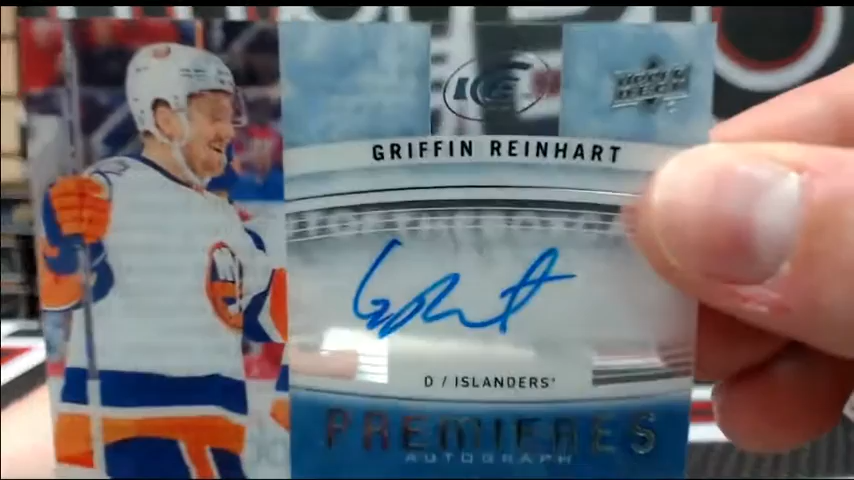 ICE
UPPER DECK
GRIFFIN REINHART
D / ISLANDERS'
PREMIERES
AUTOGRAPH